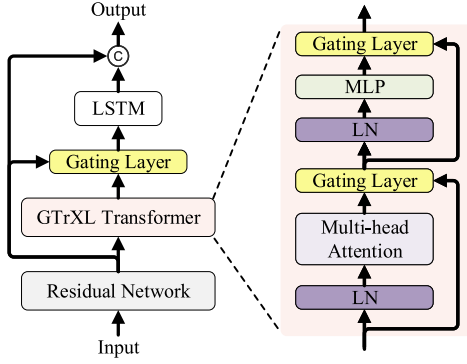 Output
C
LSTM
Gating Layer
GTrXL Transformer
Residual Network
Input
Gating Layer
MLP
LN
Gating Layer
Multi-head
Attention
LN